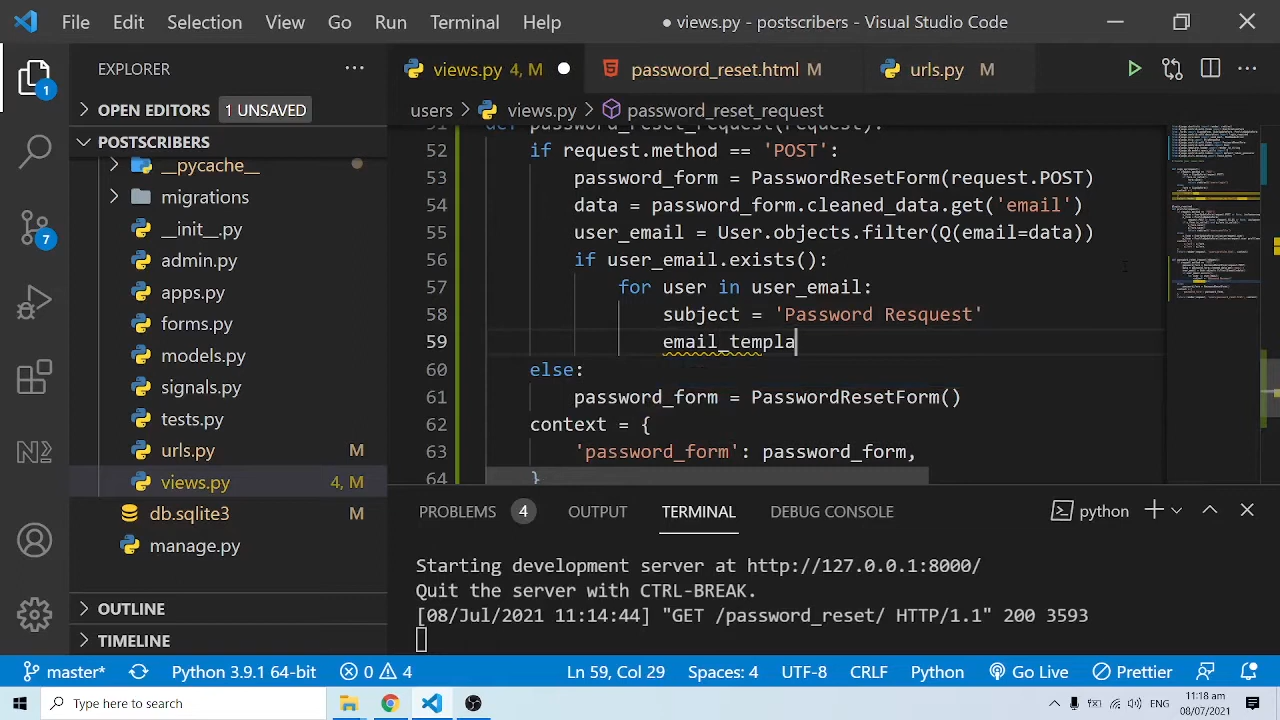 File Edit Selection View Go Run Terminal Help ● views.py - postscribers - Visual Studio Code
EXPLORER ···
views.py 4, M ● password_reset.html M urls.py M
OPEN EDITORS 1 UNSAVED
users > views.py > password_reset_request
POSTSCRIBERS
__pycache__
migrations
__init__.py
admin.py
apps.py
forms.py
models.py
signals.py
tests.py
urls.py M
views.py 4, M
db.sqlite3 M
manage.py
OUTLINE
TIMELINE
1
7
51 def password_reset_request(request):
52 if request.method == 'POST':
53 password_form = PasswordResetForm(request.POST)
54 data = password_form.cleaned_data.get('email')
55 user_email = User.objects.filter(Q(email=data))
56 if user_email.exists():
57 for user in user_email:
58 subject = 'Password Resquest'
59 email_templa
60 else:
61 password_form = PasswordResetForm()
62 context = {
63 'password_form': password_form,
64 }
PROBLEMS 4 OUTPUT TERMINAL DEBUG CONSOLE python
Starting development server at http://127.0.0.1:8000/
Quit the server with CTRL-BREAK.
[08/Jul/2021 11:14:44] "GET /password_reset/ HTTP/1.1" 200 3593
master* Python 3.9.1 64-bit 0 4 Ln 59, Col 29 Spaces: 4 UTF-8 CRLF Python Go Live Prettier
Type here to search
11:18 am
08/07/2021